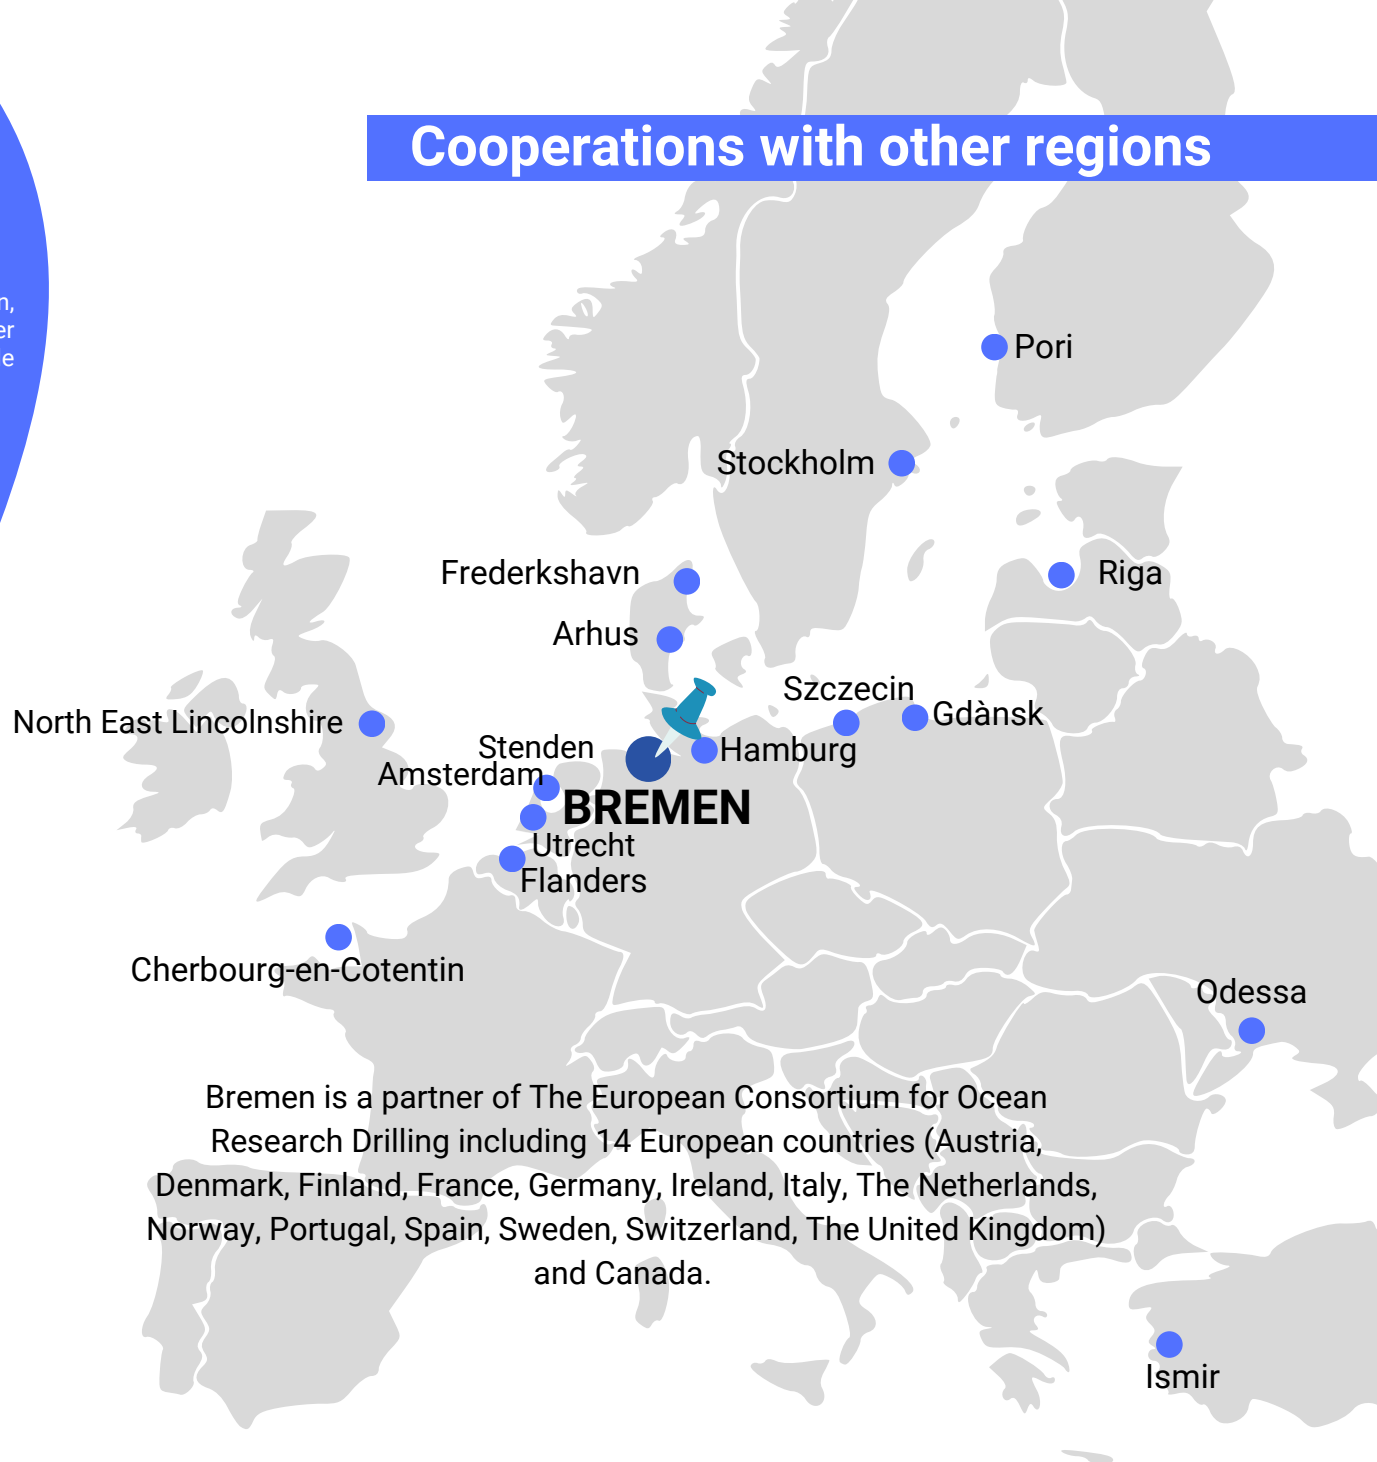 Cooperations with other regions
n,
er
e
Pori
Stockholm
Frederkshavn
Riga
Arhus
Szczecin
Gdànsk
North East Lincolnshire
Stenden
Hamburg
Amsterdam
BREMEN
Utrecht
Flanders
Cherbourg-en-Cotentin
Odessa
Bremen is a partner of The European Consortium for Ocean
Research Drilling including 14 European countries (Austria,
Denmark, Finland, France, Germany, Ireland, Italy, The Netherlands,
Norway, Portugal, Spain, Sweden, Switzerland, The United Kingdom)
and Canada.
Ismir